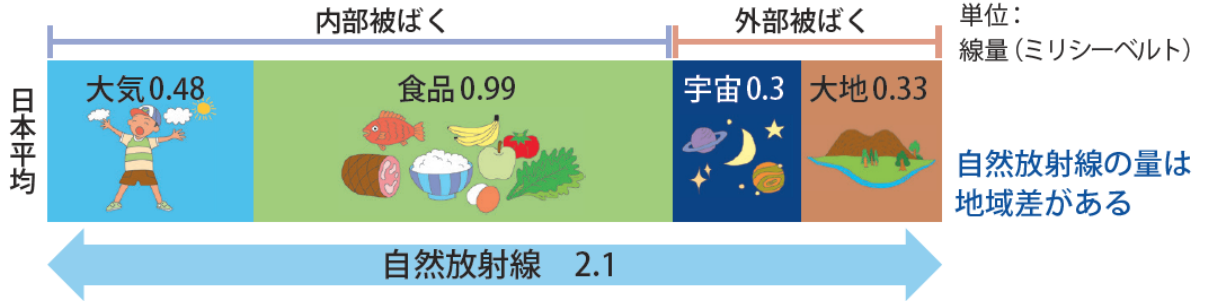 内部被ばく
外部被ばく
単位：
線量（ミリシーベルト）
日本平均
大気0.48
食品0.99
宇宙0.3
大地0.33
自然放射線の量は
地域差がある
自然放射線　2.1